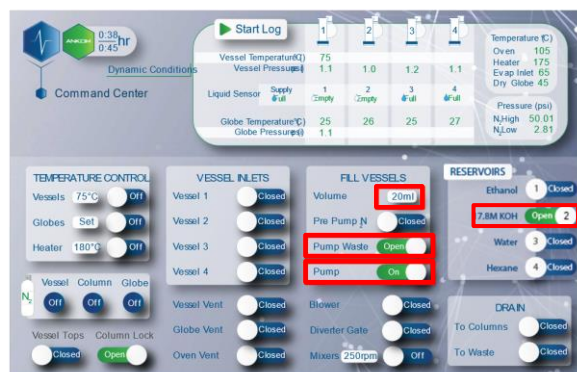 0:38
0:45 hr
ANKOM
Dynamic Conditions
Command Center
Start Log
1 2 3 4
Vessel Temperature(C) 75
Vessel Pressure(psi) 1.1 1.0 1.2 1.1
Liquid Sensor Supply 1 2 3 4
Full Empty Empty Full Full
Globe Temperature(°C) 25 26 25 27
Globe Pressure(psi) 1.1
Temperature (°C)
Oven 105
Heater 175
Evap Inlet 65
Dry Globe 45
Pressure (psi)
N₂High 50.01
N₂Low 2.81
TEMPERATURE CONTROL
Vessels 75°C Off
Globes Set Off
Heater 180°C Off
N₂
Vessel Column Globe
Off Off Off
Vessel Tops Column Lock
Closed Open
VESSEL INLETS
Vessel 1 Closed
Vessel 2 Closed
Vessel 3 Closed
Vessel 4 Closed
Vessel Vent Closed
Globe Vent Closed
Oven Vent Closed
FILL VESSELS
Volume 20ml
Pre Pump N₂ Closed
Pump Waste Open
Pump On
Blower Closed
Diverter Gate Closed
Mixers 250rpm Off
RESERVOIRS
Ethanol 1 Closed
7.8M KOH Open 2
Water 3 Closed
Hexane 4 Closed
DRAIN
To Columns Closed
To Waste Closed